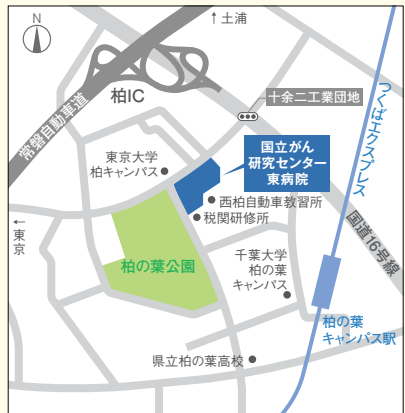 N
↑土浦
柏IC
常磐自動車道
十余二工業団地
つくばエクスプレス
東京大学
柏キャンパス
国立がん
研究センター
東病院
西柏自動車教習所
税関研修所
←
東京
国道16号線
柏の葉公園
千葉大学
柏の葉
キャンパス
柏の葉
キャンパス駅
県立柏の葉高校